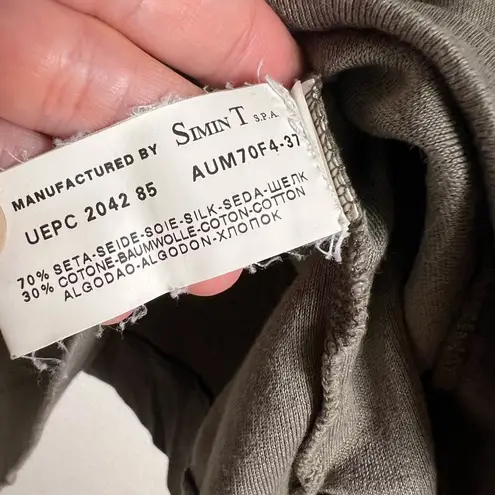 MANUFACTURED BY SIMINT S.P.A.
UEPC 2042 85 AUM70F4-37
70% SETA-SEIDE-SOIE-SILK-SEDA-ШЕЛК
30% COTONE-BAUMWOLLE-COTON-COTTON
ALGODAO-ALGODON-ХЛОПОК